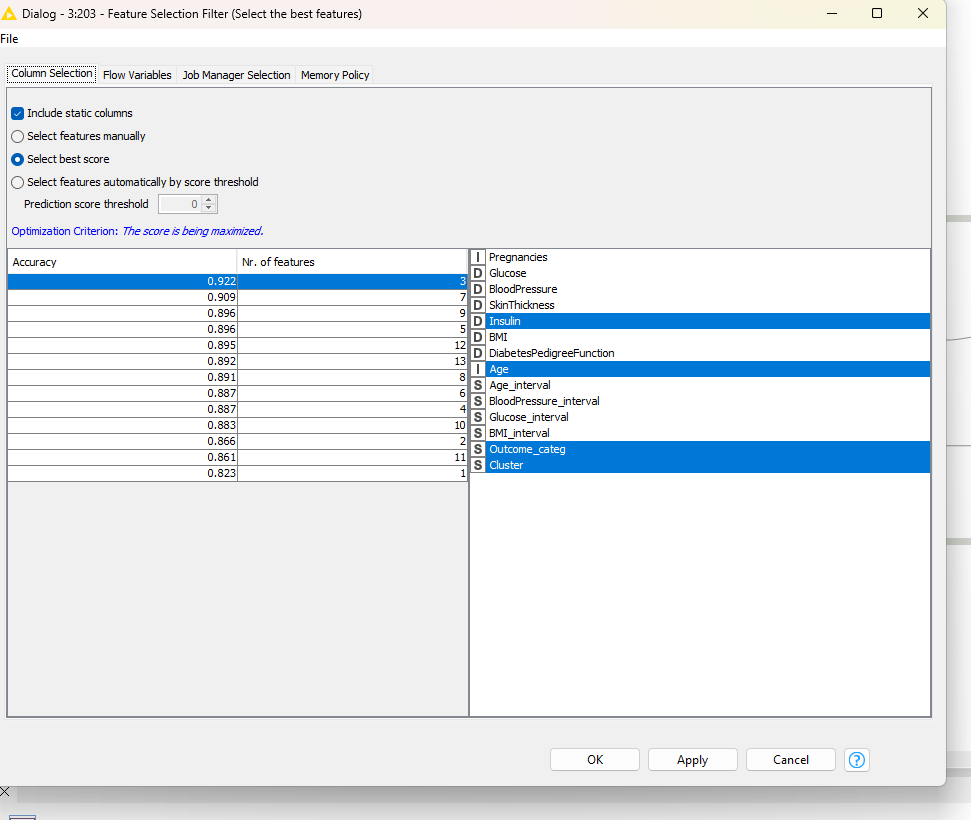 Dialog - 3:203 - Feature Selection Filter (Select the best features)
File
Column Selection Flow Variables Job Manager Selection Memory Policy
Include static columns
Select features manually
Select best score
Select features automatically by score threshold
Prediction score threshold 0
Optimization Criterion: The score is being maximized.
Accuracy Nr. of features
0.922 3
0.909 7
0.896 9
0.896 5
0.895 12
0.892 13
0.891 8
0.887 6
0.887 4
0.883 10
0.866 2
0.861 11
0.823 1
I Pregnancies
D Glucose
D BloodPressure
D SkinThickness
D Insulin
D BMI
D DiabetesPedigreeFunction
I Age
S Age_interval
S BloodPressure_interval
S Glucose_interval
S BMI_interval
S Outcome_categ
S Cluster
OK Apply Cancel ?